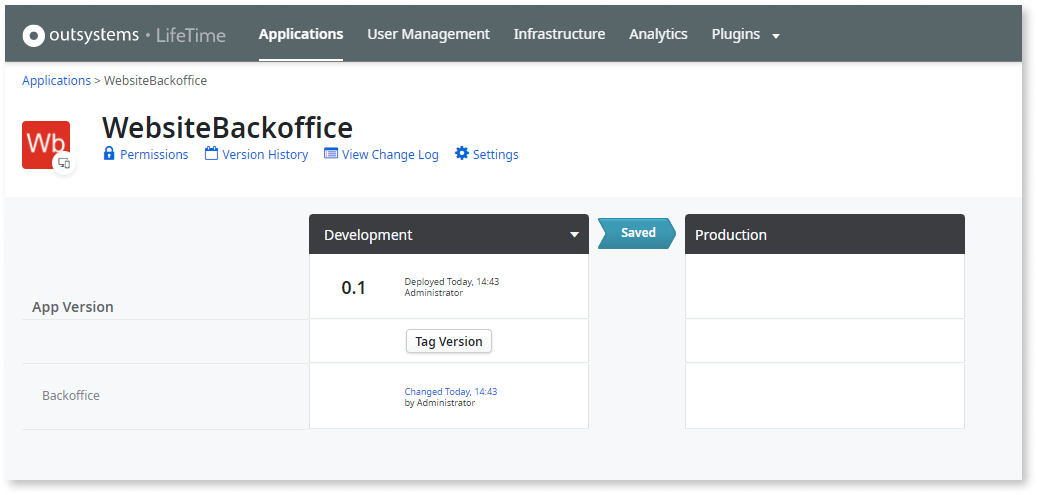 outsystems • LifeTime Applications User Management Infrastructure Analytics Plugins
Applications > WebsiteBackoffice
Wb
WebsiteBackoffice
Permissions Version History View Change Log Settings
Development Saved Production
App Version
0.1
Deployed Today, 14:43
Administrator
Tag Version
Backoffice
Changed Today, 14:43
by Administrator